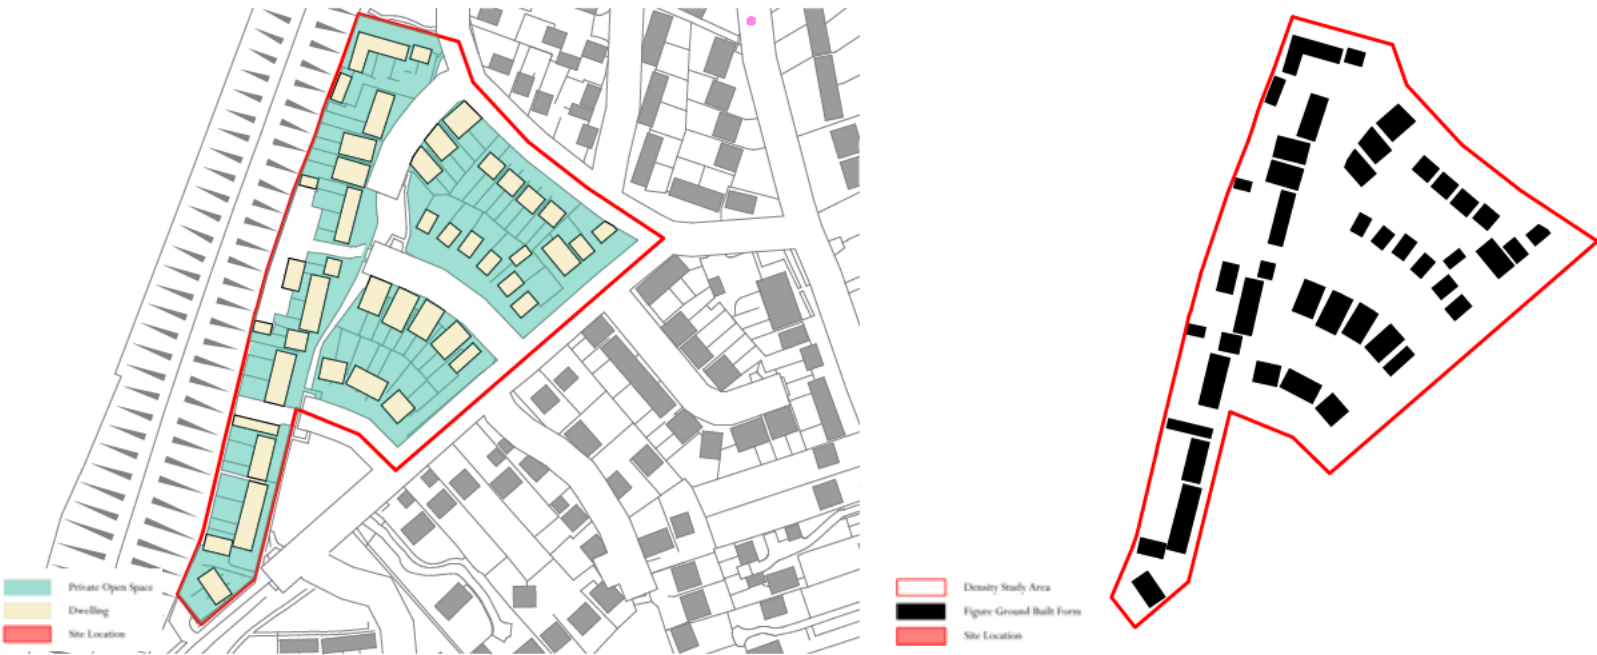 Private Open Space
Dwelling
Site Location
Density Study Area
Figure Ground Built Form
Site Location